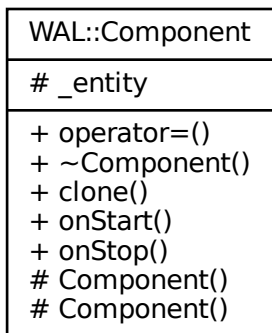 WAL::Component
# _entity
+ operator=()
+ ~Component()
+ clone()
+ onStart()
+ onStop()
# Component()
# Component()